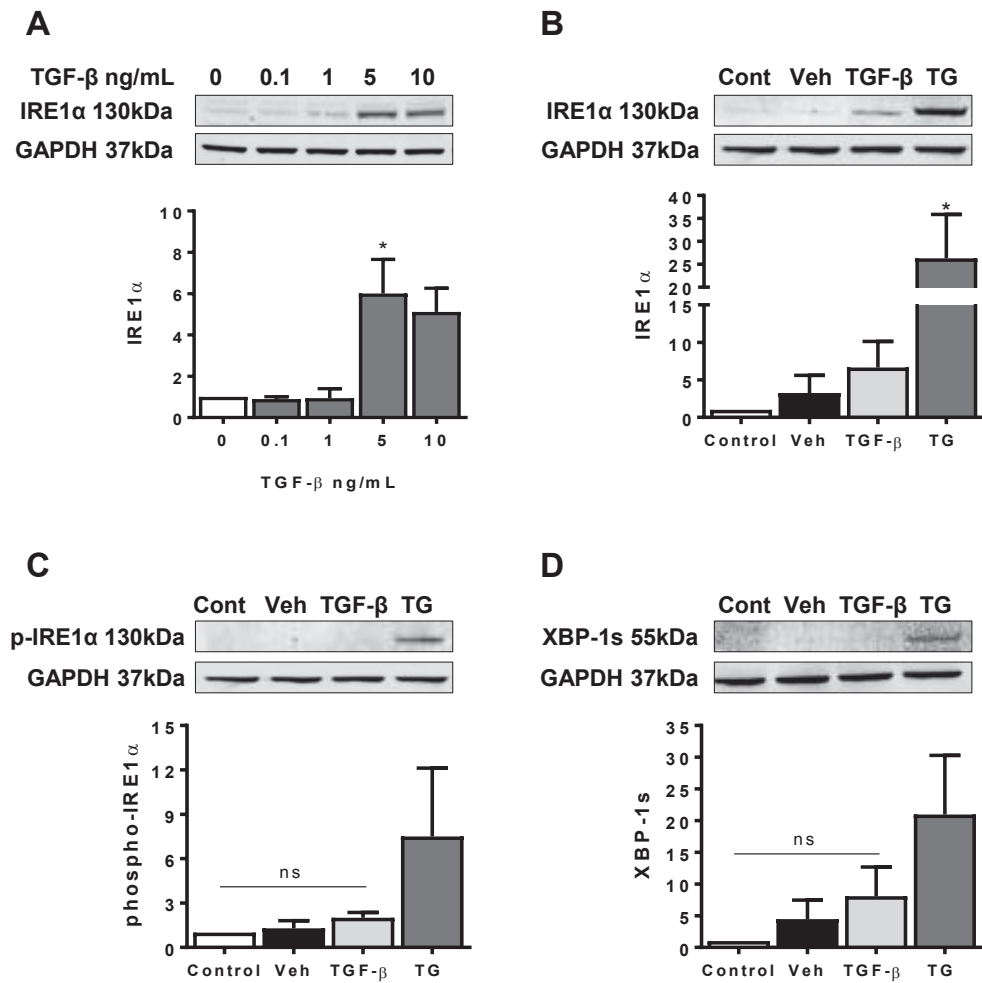 A
TGF-β ng/mL 0 0.1 1 5 10
IRE1α 130kDa
GAPDH 37kDa
10
8
6
4
2
0
IRE1α
*
0 0.1 1 5 10
TGF-β ng/mL
B
Cont Veh TGF-β TG
IRE1α 130kDa
GAPDH 37kDa
40
35
30
25
20
15
10
5
0
IRE1α
*
Control Veh TGF-β TG
C
Cont Veh TGF-β TG
p-IRE1α 130kDa
GAPDH 37kDa
15
12
9
6
3
0
phospho-IRE1α
ns
Control Veh TGF-β TG
D
Cont Veh TGF-β TG
XBP-1s 55kDa
GAPDH 37kDa
35
30
25
20
15
10
5
0
XBP-1s
ns
Control Veh TGF-β TG